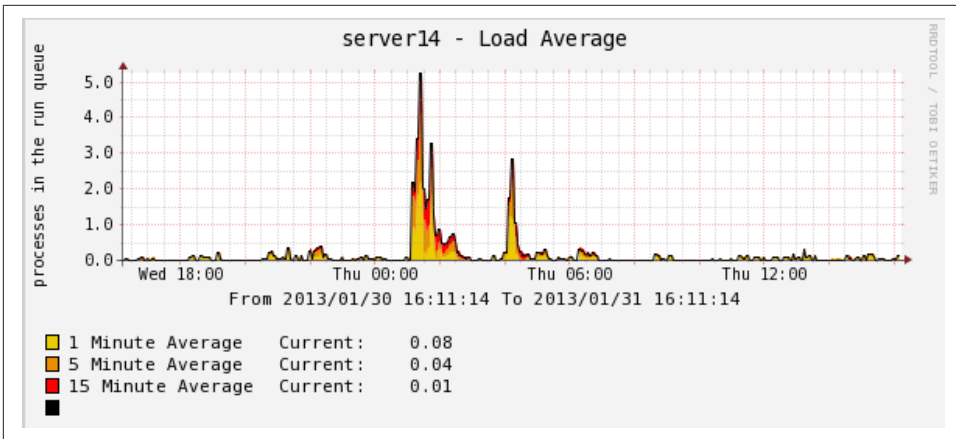 server14 - Load Average
RRDTOOL / TOBI OETIKER
processes in the run queue
5.0
4.0
3.0
2.0
1.0
0.0
Wed 18:00 Thu 00:00 Thu 06:00 Thu 12:00
From 2013/01/30 16:11:14 To 2013/01/31 16:11:14
1 Minute Average Current: 0.08
5 Minute Average Current: 0.04
15 Minute Average Current: 0.01